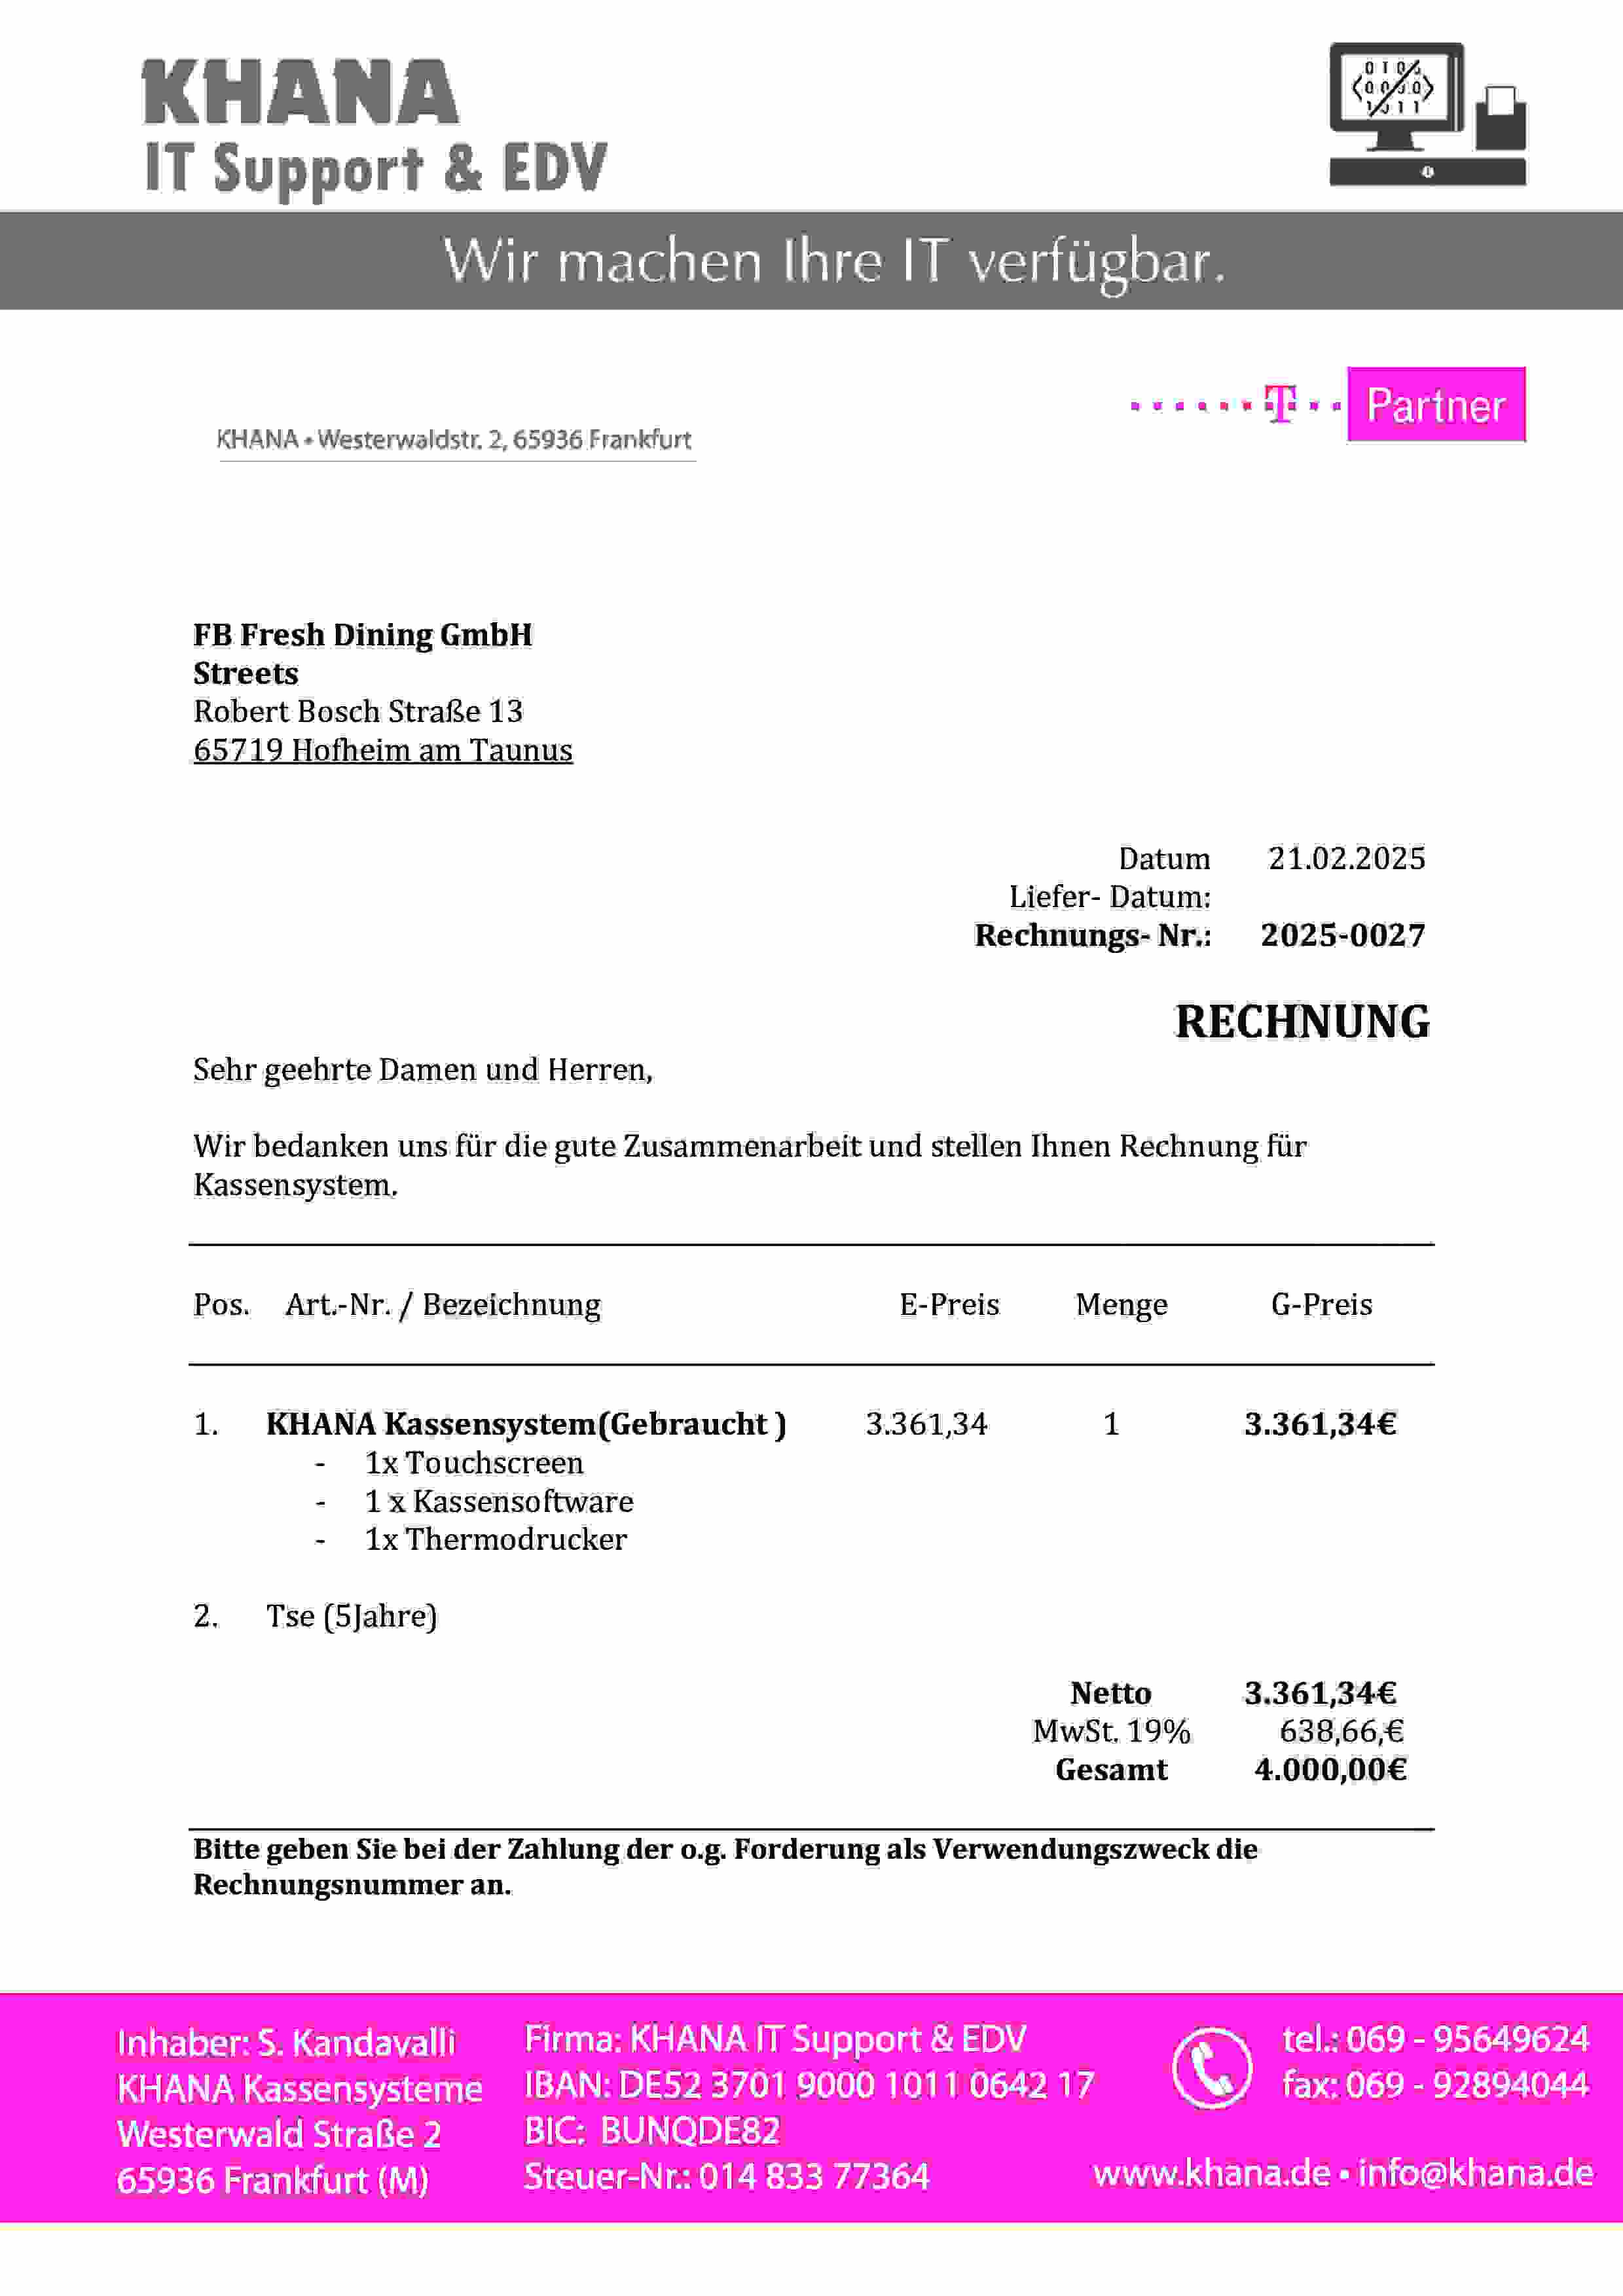 KHANA
IT Support & EDV
Wir machen Ihre IT verfügbar.
T Partner
KHANA • Westerwaldstr. 2, 65936 Frankfurt
FB Fresh Dining GmbH
Streets
Robert Bosch Straße 13
65719 Hofheim am Taunus
Datum 21.02.2025
Liefer- Datum:
Rechnungs- Nr.: 2025-0027
RECHNUNG
Sehr geehrte Damen und Herren,
Wir bedanken uns für die gute Zusammenarbeit und stellen Ihnen Rechnung für
Kassensystem.
Pos. Art.-Nr. / Bezeichnung E-Preis Menge G-Preis
1. KHANA Kassensystem(Gebraucht ) 3.361,34 1 3.361,34€
- 1x Touchscreen
- 1 x Kassensoftware
- 1x Thermodrucker
2. Tse (5Jahre)
Netto 3.361,34€
MwSt. 19% 638,66,€
Gesamt 4.000,00€
Bitte geben Sie bei der Zahlung der o.g. Forderung als Verwendungszweck die
Rechnungsnummer an.
Inhaber: S. Kandavalli
KHANA Kassensysteme
Westerwald Straße 2
65936 Frankfurt (M)
Firma: KHANA IT Support & EDV
IBAN: DE52 3701 9000 1011 0642 17
BIC: BUNQDE82
Steuer-Nr.: 014 833 77364
tel.: 069 - 95649624
fax: 069 - 92894044
www.khana.de • info@khana.de